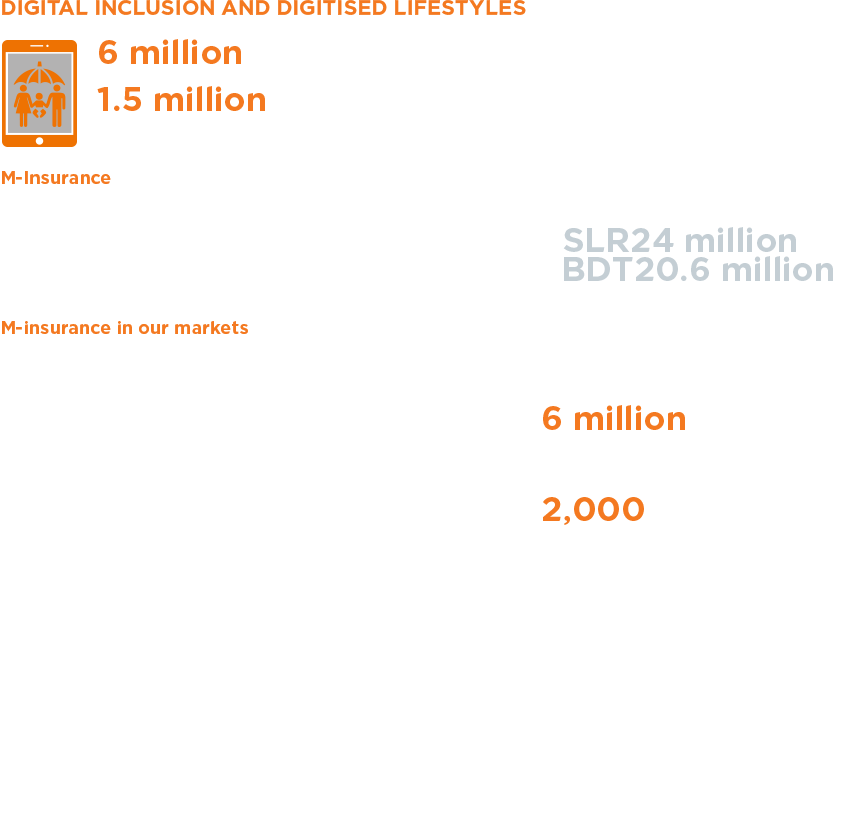 DIGITAL INCLUSION AND DIGITISED LIFESTYLES
6 million
1.5 million
M-Insurance
SLR24 million
BDT20.6 million
M-insurance in our markets
6 million
2,000